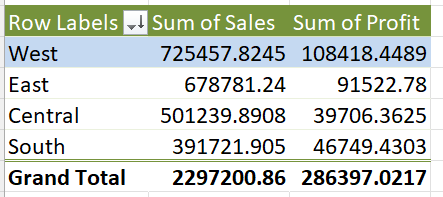 Row Labels Sum of Sales Sum of Profit
West 725457.8245 108418.4489
East 678781.24 91522.78
Central 501239.8908 39706.3625
South 391721.905 46749.4303
Grand Total 2297200.86 286397.0217